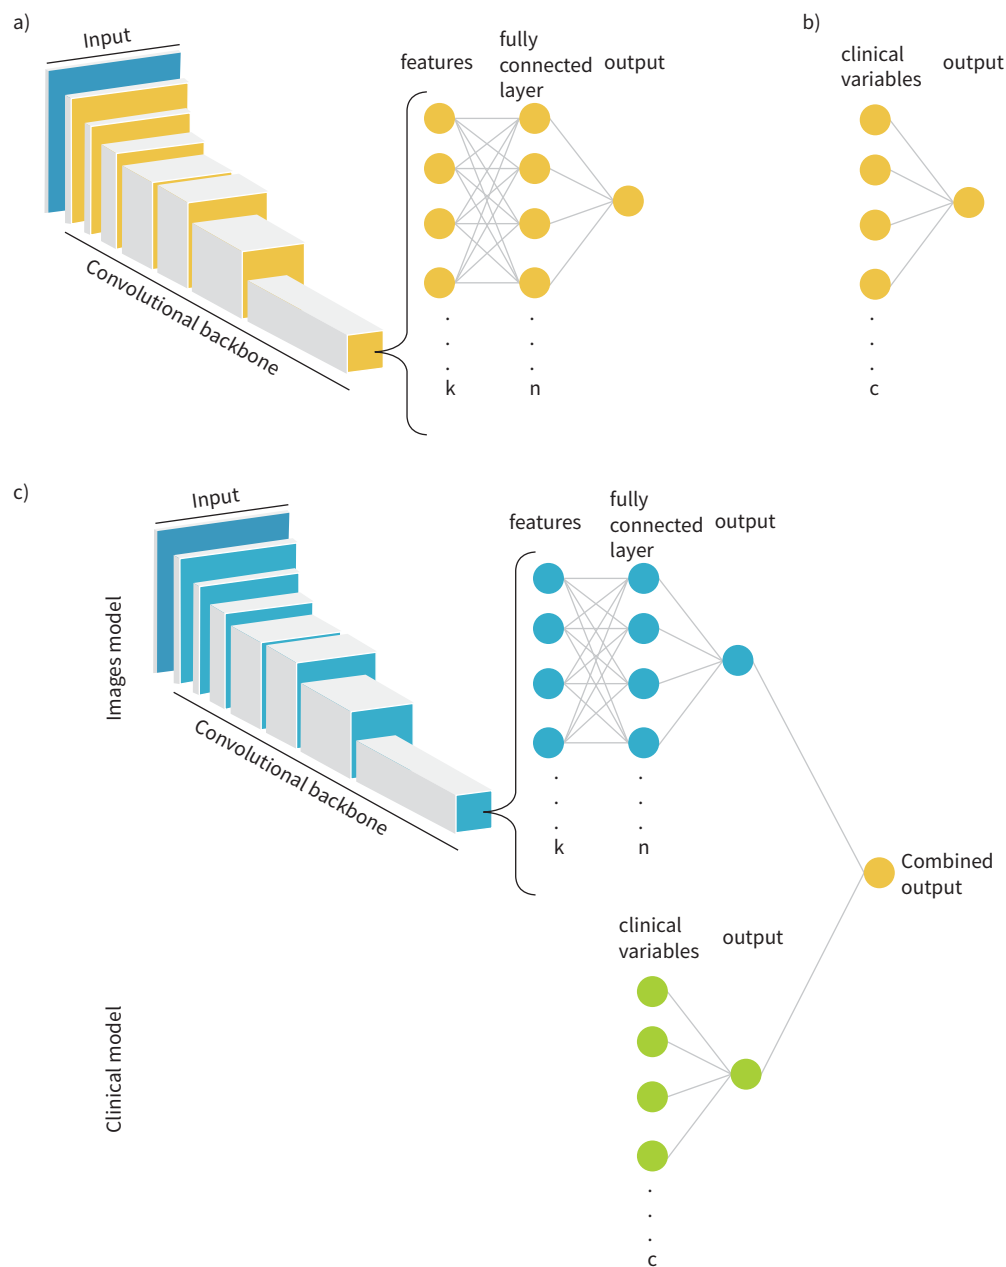 a)
Input
Convolutional backbone
features
fully
connected
layer
output
.
.
.
k
.
.
.
n
b)
clinical
variables
output
.
.
.
c
c)
Images model
Input
Convolutional backbone
features
fully
connected
layer
output
.
.
.
k
.
.
.
n
Combined
output
Clinical model
clinical
variables
output
.
.
.
c